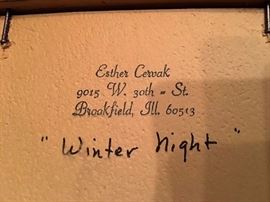 Esther Cervak
9015 W. 30th - St.
Brookfield, Ill. 60513
"Winter Night"